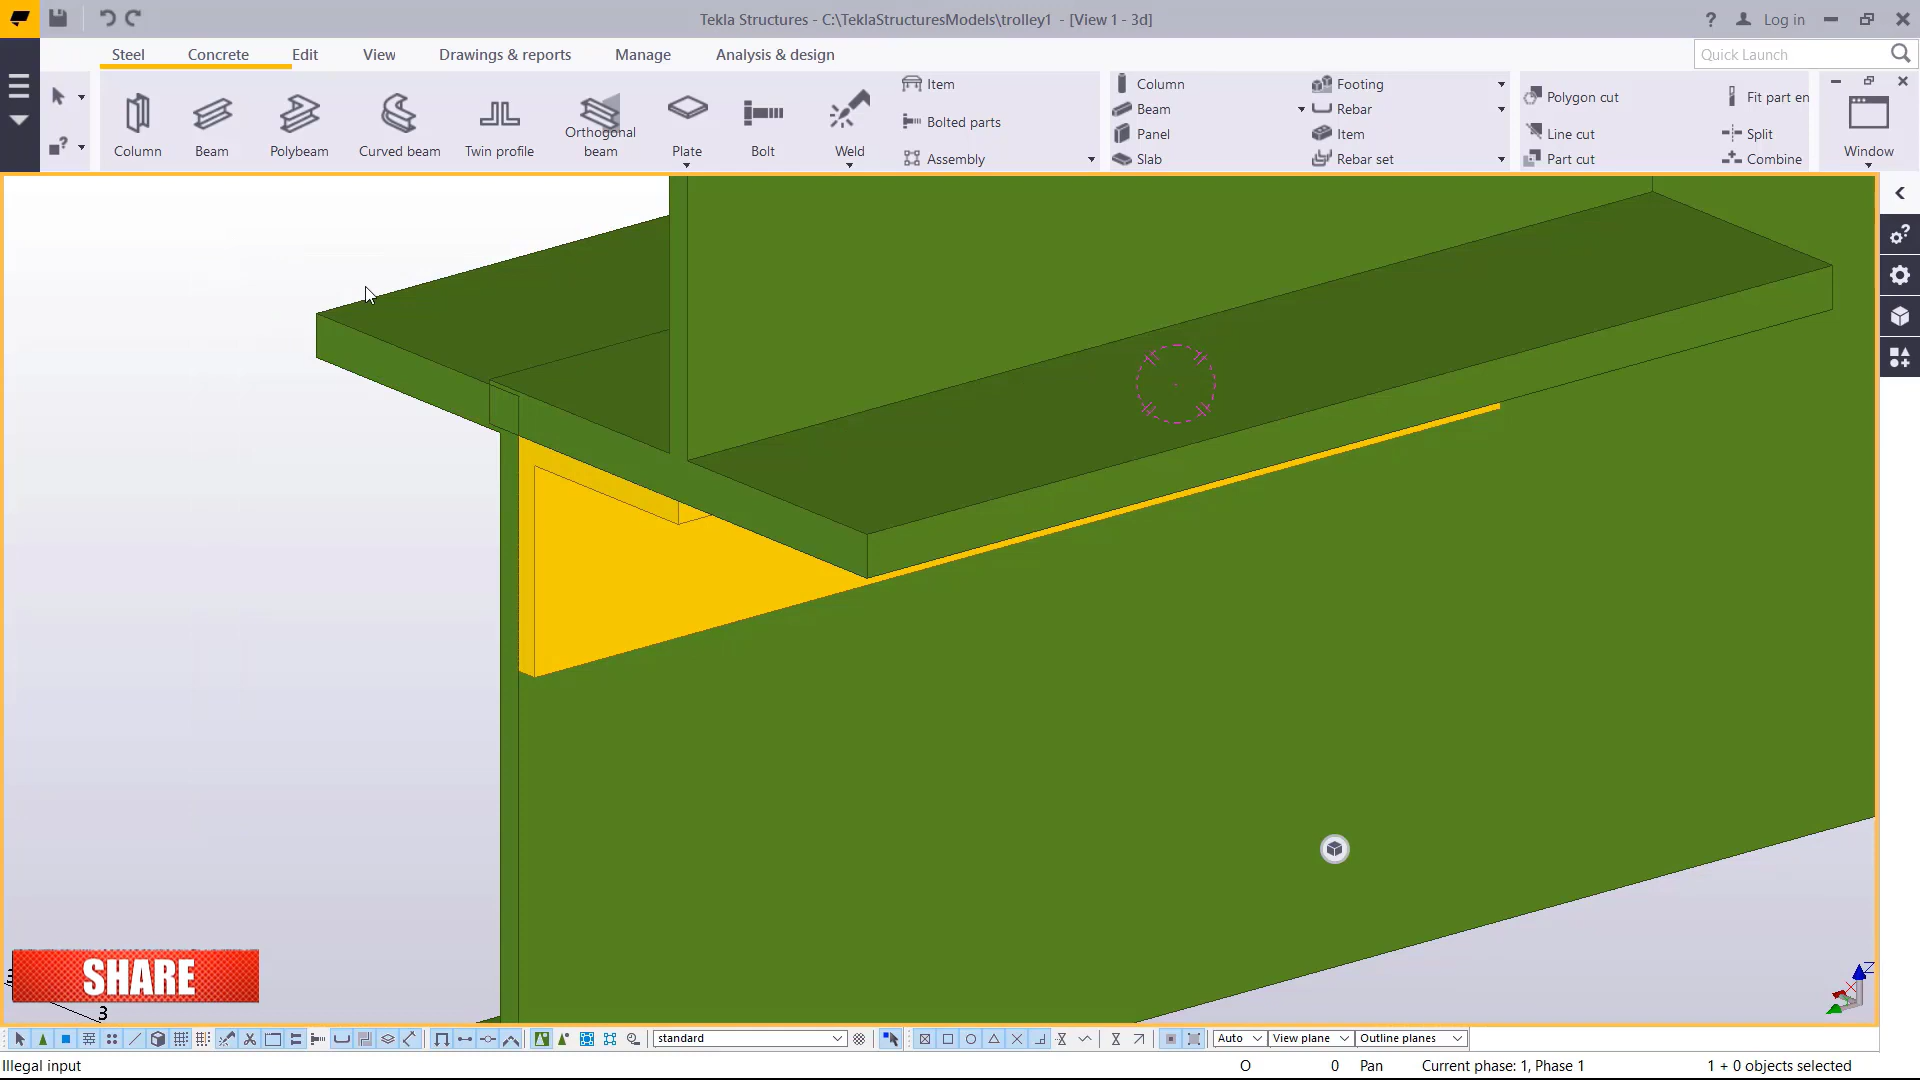 Tekla Structures - C:\TeklaStructuresModels\trolley1 - [View 1 - 3d]
? Log in
Steel Concrete Edit View Drawings & reports Manage Analysis & design
Quick Launch
Column
Beam
Polybeam
Curved beam
Twin profile
Orthogonal
beam
Plate
Bolt
Weld
Item
Bolted parts
Assembly
Column
Beam
Panel
Slab
Footing
Rebar
Item
Rebar set
Polygon cut
Line cut
Part cut
Fit part en
Split
Combine
Window
Z
SHARE
3
3
standard
Auto
View plane
Outline planes
Illegal input
O 0 Pan Current phase: 1, Phase 1 1 + 0 objects selected